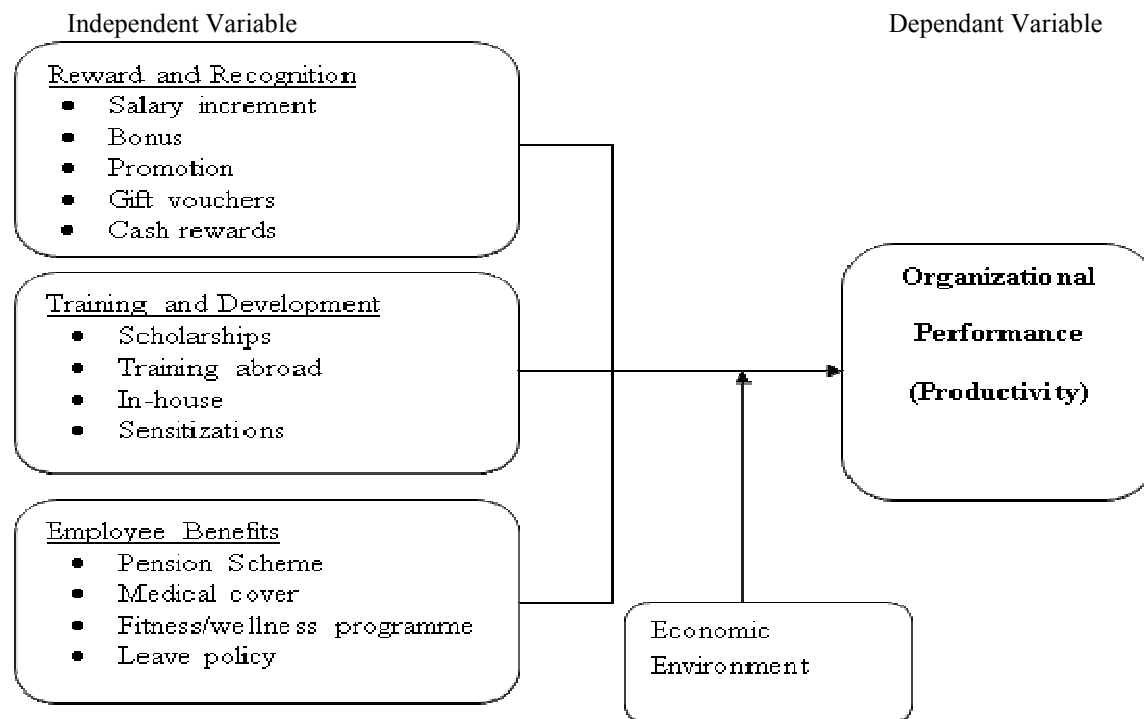 Independent Variable
Dependant Variable
Reward and Recognition
• Salary increment
• Bonus
• Promotion
• Gift vouchers
• Cash rewards
Training and Development
• Scholarships
• Training abroad
• In-house
• Sensitizations
Employee Benefits
• Pension Scheme
• Medical cover
• Fitness/wellness programme
• Leave policy
Economic
Environment
Organizational
Performance
(Productivity)